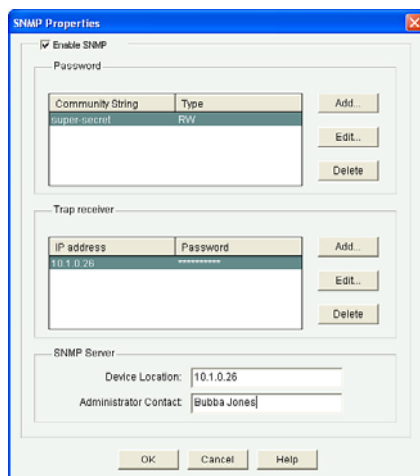 SNMP Properties
Enable SNMP
Password
Community String Type
super-secret RW
Add...
Edit...
Delete
Trap receiver
IP address Password
10.1.0.26 **********
Add...
Edit...
Delete
SNMP Server
Device Location: 10.1.0.26
Administrator Contact: Bubba Jones
OK Cancel Help